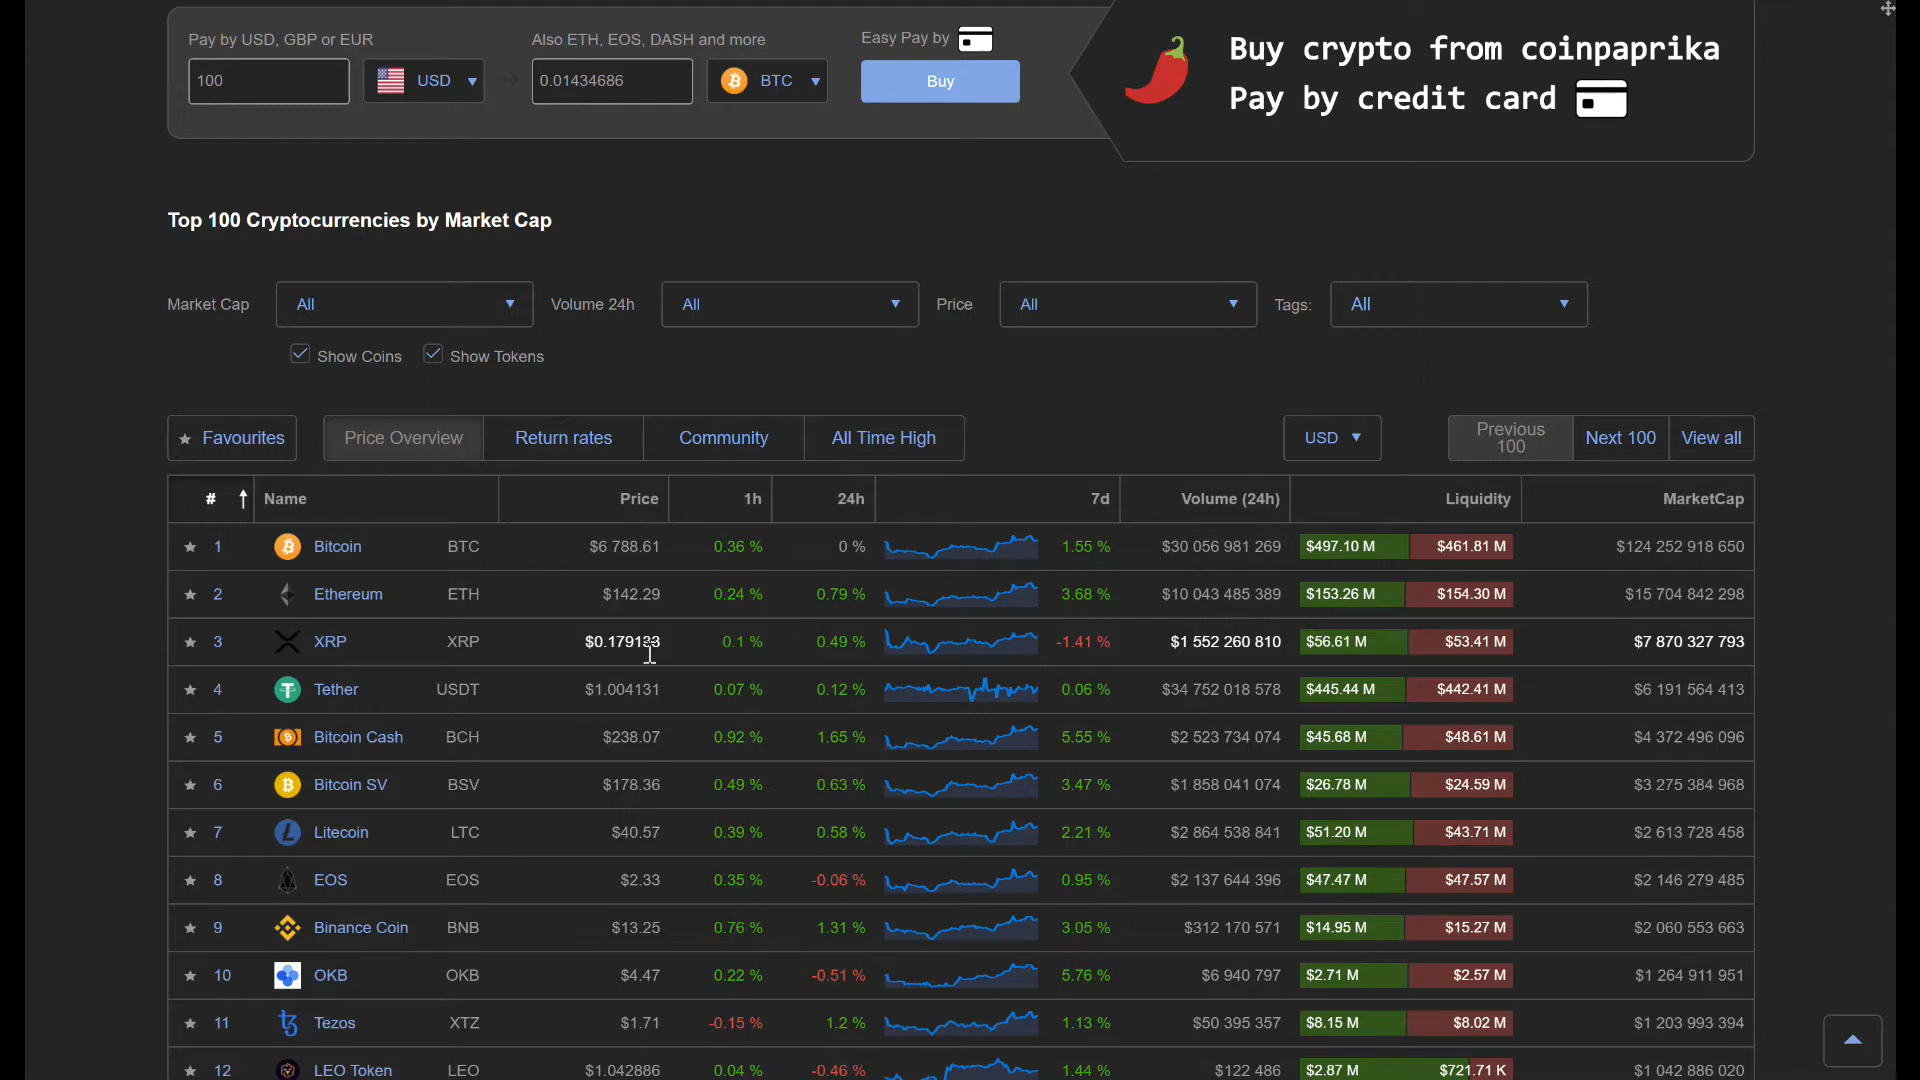 Pay by USD, GBP or EUR
Also ETH, EOS, DASH and more
Easy Pay by
100
USD
0.01434686
BTC
Buy
Buy crypto from coinpaprika
Pay by credit card
Top 100 Cryptocurrencies by Market Cap
Market Cap All Volume 24h All Price All Tags: All
Show Coins Show Tokens
Favourites Price Overview Return rates Community All Time High USD Previous 100 Next 100 View all
# Name Price 1h 24h 7d Volume (24h) Liquidity MarketCap
1 Bitcoin BTC $6 788.61 0.36 % 0 % 1.55 % $30 056 981 269 $497.10 M $461.81 M $124 252 918 650
2 Ethereum ETH $142.29 0.24 % 0.79 % 3.68 % $10 043 485 389 $153.26 M $154.30 M $15 704 842 298
3 XRP XRP $0.179133 0.1 % 0.49 % -1.41 % $1 552 260 810 $56.61 M $53.41 M $7 870 327 793
4 Tether USDT $1.004131 0.07 % 0.12 % 0.06 % $34 752 018 578 $445.44 M $442.41 M $6 191 564 413
5 Bitcoin Cash BCH $238.07 0.92 % 1.65 % 5.55 % $2 523 734 074 $45.68 M $48.61 M $4 372 496 096
6 Bitcoin SV BSV $178.36 0.49 % 0.63 % 3.47 % $1 858 041 074 $26.78 M $24.59 M $3 275 384 968
7 Litecoin LTC $40.57 0.39 % 0.58 % 2.21 % $2 864 538 841 $51.20 M $43.71 M $2 613 728 458
8 EOS EOS $2.33 0.35 % -0.06 % 0.95 % $2 137 644 396 $47.47 M $47.57 M $2 146 279 485
9 Binance Coin BNB $13.25 0.76 % 1.31 % 3.05 % $312 170 571 $14.95 M $15.27 M $2 060 553 663
10 OKB OKB $4.47 0.22 % -0.51 % 5.76 % $6 940 797 $2.71 M $2.57 M $1 264 911 951
11 Tezos XTZ $1.71 -0.15 % 1.2 % 1.13 % $50 395 357 $8.15 M $8.02 M $1 203 993 394
12 LEO Token LEO $1.042886 0.04 % -0.46 % 1.44 % $122 486 $2.87 M $721.71 K $1 042 886 020